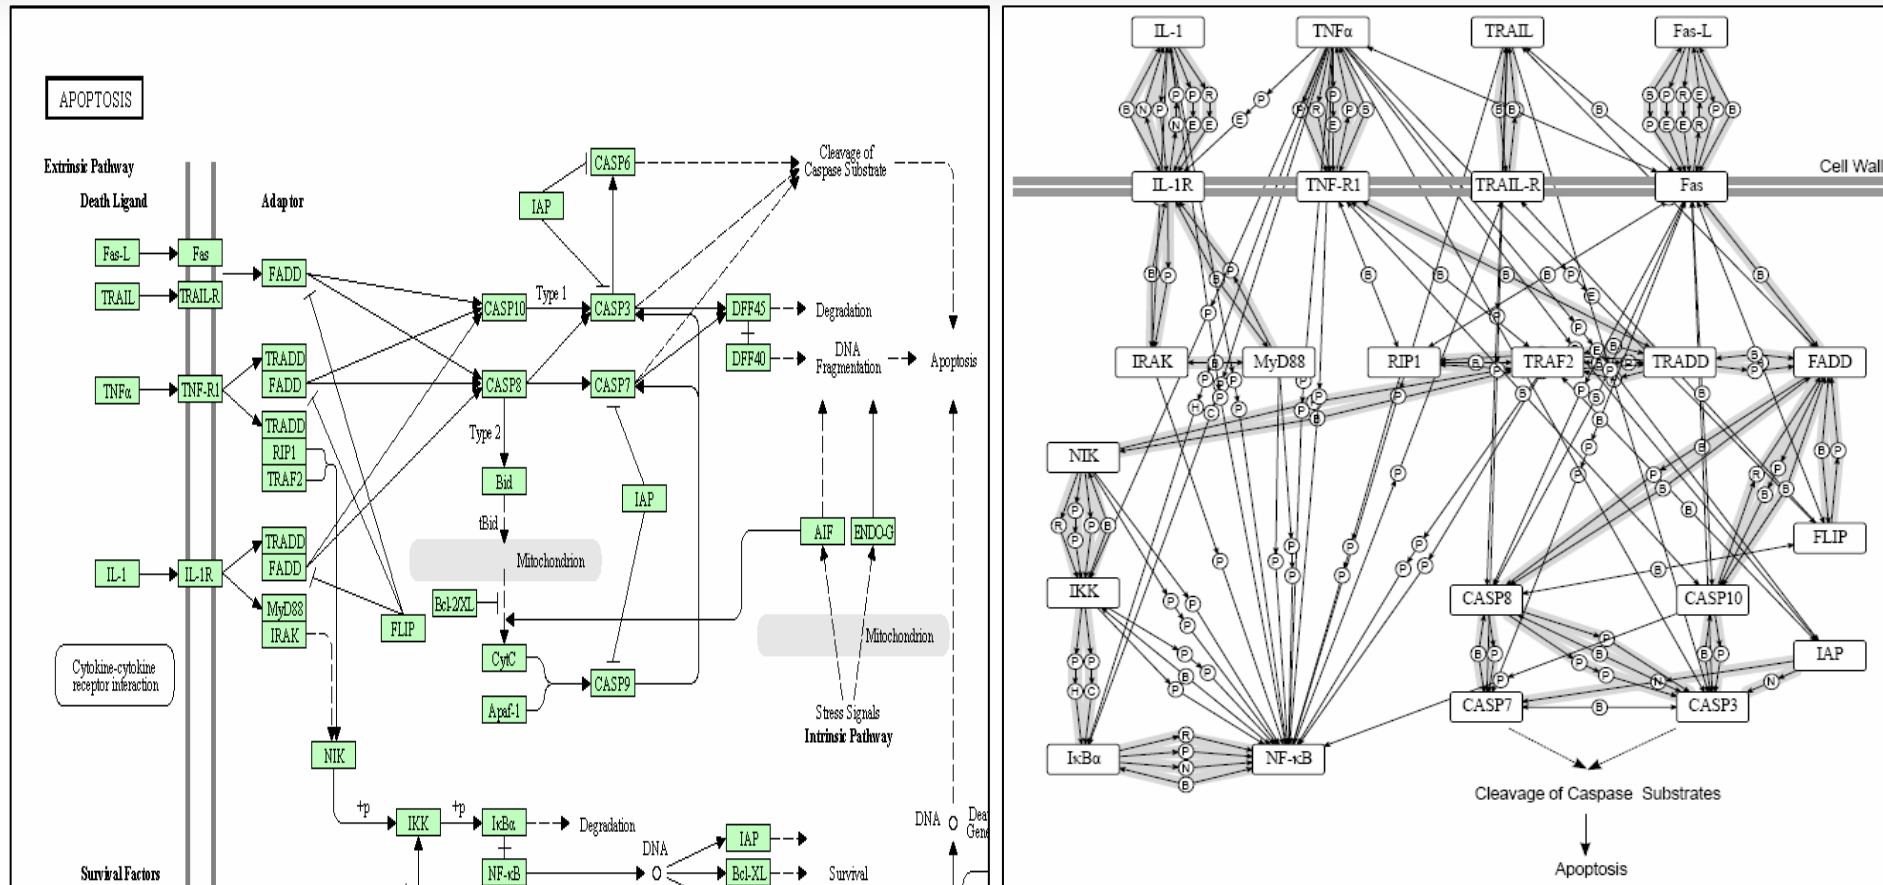 APOPTOSIS
Extrinsic Pathway
Death Ligand
Adaptor
Fas-L
Fas
TRAIL
TRAIL-R
FADD
TNFα
TNF-R1
TRADD
FADD
TRADD
RIP1
TRAF2
IL-1
IL-1R
TRADD
FADD
MyD88
IRAK
Cytokine-cytokine
receptor interaction
FLIP
NIK
+p
IKK
+p
IκBα
Degradation
NF-κB
DNA
IAP
Bcl-XL
Survival
Survival Factors
CASP6
IAP
Cleavage of
Caspase Substrate
CASP10
Type 1
CASP3
DFF45
Degradation
DFF40
DNA
Fragmentation
Apoptosis
CASP8
CASP7
Type 2
Bid
tBid
Mitochondrion
IAP
AIF
ENDO-G
Bcl-2/XL
CytC
CASP9
Apaf-1
Mitochondrion
Stress Signals
Intrinsic Pathway
DNA
IL-1
TNFα
TRAIL
Fas-L
B N P P P R
N E E
P R P P B
E
B B
B
B P R E P B
P E E R
P
E
Cell Wall
IL-1R
TNF-R1
TRAIL-R
Fas
IRAK
MyD88
RIP1
TRAF2
TRADD
FADD
NIK
FLIP
IKK
CASP8
CASP10
IAP
CASP7
CASP3
IκBα
R
P
N
B
NF-κB
Cleavage of Caspase Substrates
Apoptosis